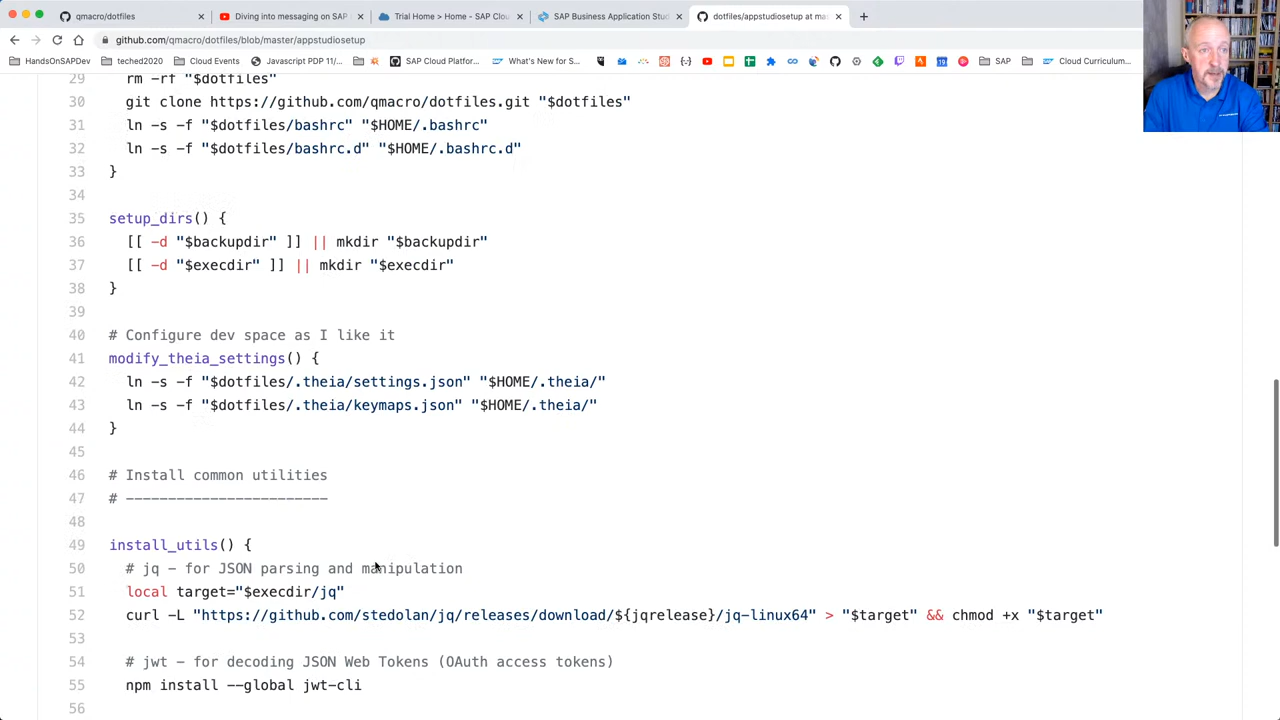 qmacro/dotfiles
Diving into messaging on SAP
Trial Home > Home - SAP Clou
SAP Business Application Stud
dotfiles/appstudiosetup at mas
github.com/qmacro/dotfiles/blob/master/appstudiosetup
HandsOnSAPDev
teched2020
Cloud Events
Javascript PDP 11/...
SAP Cloud Platfor...
What's New for S...
SAP
Cloud Curriculum...
29 rm -rf "$dotfiles"
30 git clone https://github.com/qmacro/dotfiles.git "$dotfiles"
31 ln -s -f "$dotfiles/bashrc" "$HOME/.bashrc"
32 ln -s -f "$dotfiles/bashrc.d" "$HOME/.bashrc.d"
33 }
34
35 setup_dirs() {
36 [[ -d "$backupdir" ]] || mkdir "$backupdir"
37 [[ -d "$execdir" ]] || mkdir "$execdir"
38 }
39
40 # Configure dev space as I like it
41 modify_theia_settings() {
42 ln -s -f "$dotfiles/.theia/settings.json" "$HOME/.theia/"
43 ln -s -f "$dotfiles/.theia/keymaps.json" "$HOME/.theia/"
44 }
45
46 # Install common utilities
47 # ------------------------
48
49 install_utils() {
50 # jq - for JSON parsing and manipulation
51 local target="$execdir/jq"
52 curl -L "https://github.com/stedolan/jq/releases/download/${jqrelease}/jq-linux64" > "$target" && chmod +x "$target"
53
54 # jwt - for decoding JSON Web Tokens (OAuth access tokens)
55 npm install --global jwt-cli
56